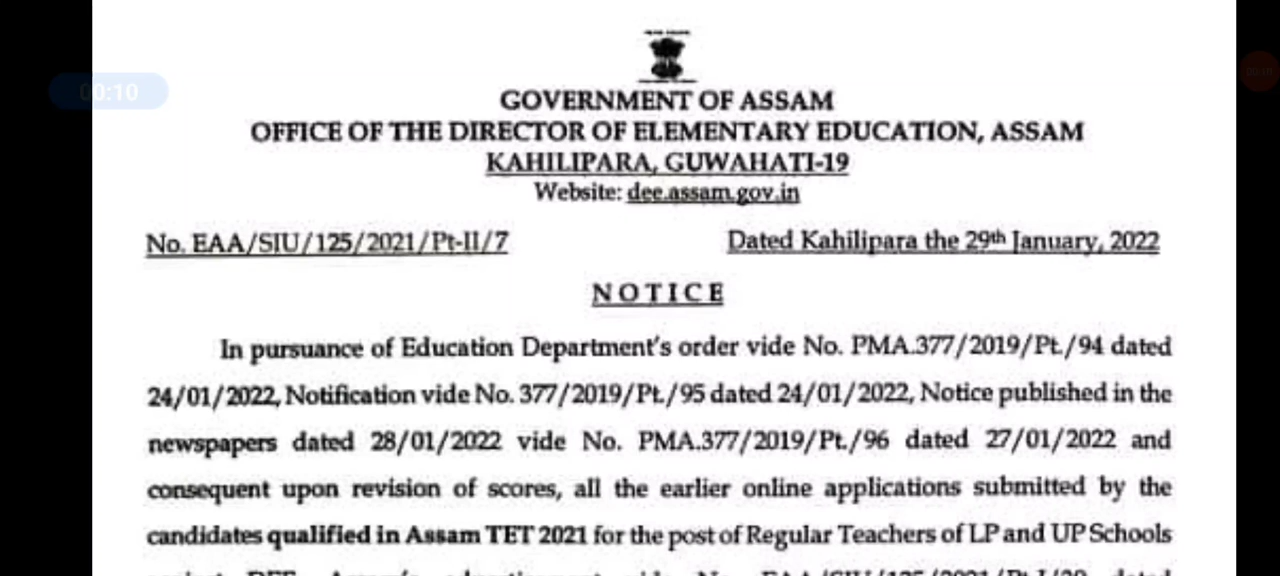 00:10
00:10
GOVERNMENT OF ASSAM
OFFICE OF THE DIRECTOR OF ELEMENTARY EDUCATION, ASSAM
KAHILIPARA, GUWAHATI-19
Website: dee.assam.gov.in
No. EAA/SIU/125/2021/Pt-II/7 Dated Kahilipara the 29th January, 2022
NOTICE
In pursuance of Education Department's order vide No. PMA.377/2019/Pt./94 dated
24/01/2022, Notification vide No. 377/2019/Pt./95 dated 24/01/2022, Notice published in the
newspapers dated 28/01/2022 vide No. PMA.377/2019/Pt./96 dated 27/01/2022 and
consequent upon revision of scores, all the earlier online applications submitted by the
candidates qualified in Assam TET 2021 for the post of Regular Teachers of LP and UP Schools